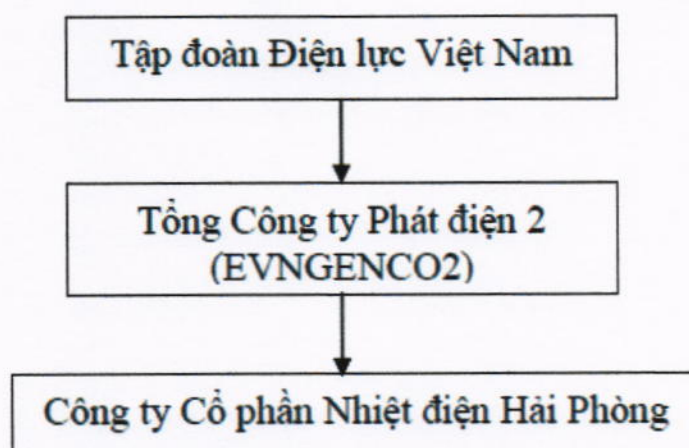 Tập đoàn Điện lực Việt Nam
Tổng Công ty Phát điện 2
(EVNGENCO2)
Công ty Cổ phần Nhiệt điện Hải Phòng